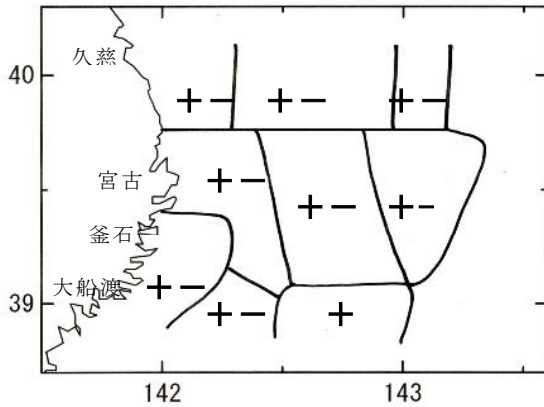 40
久慈
+- +- +-
宮古
+-
+- +-
釜石
大船渡
+-
39
+- +
142 143